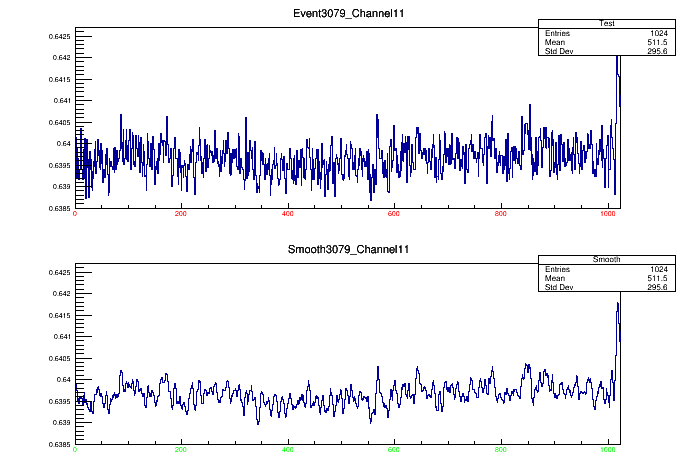 Event3079_Channel11
Test
Entries 1024
Mean 511.5
Std Dev 295.6
0.6425
0.642
0.6415
0.641
0.6405
0.64
0.6395
0.639
0.6385
0 200 400 600 800 1000
Smooth3079_Channel11
Smooth
Entries 1024
Mean 511.5
Std Dev 295.6
0.6425
0.642
0.6415
0.641
0.6405
0.64
0.6395
0.639
0.6385
0 200 400 600 800 1000